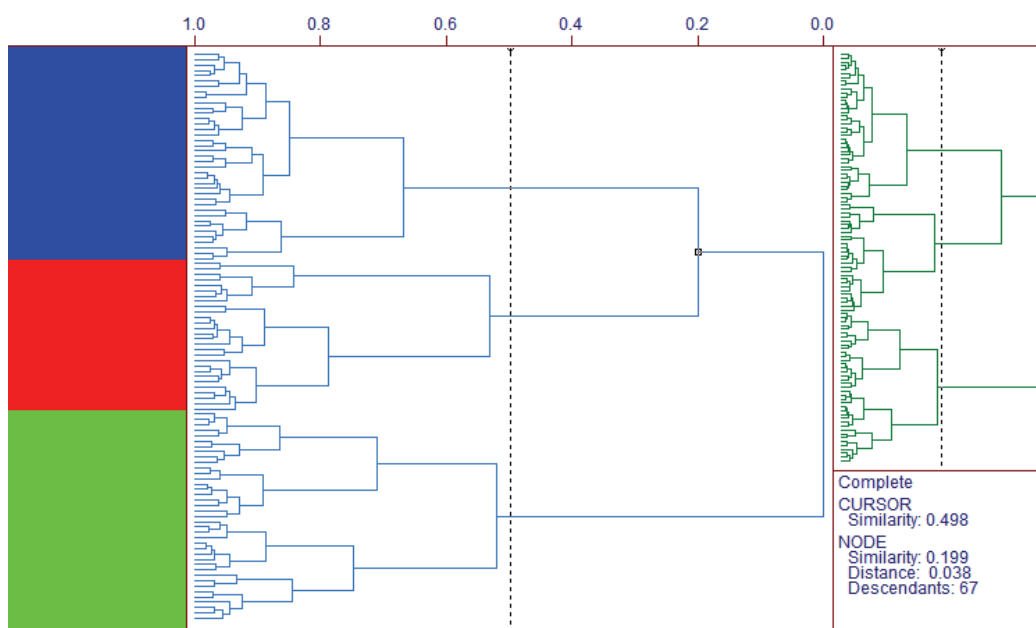 1.0 0.8 0.6 0.4 0.2 0.0
Complete
CURSOR
Similarity: 0.498
NODE
Similarity: 0.199
Distance: 0.038
Descendants: 67